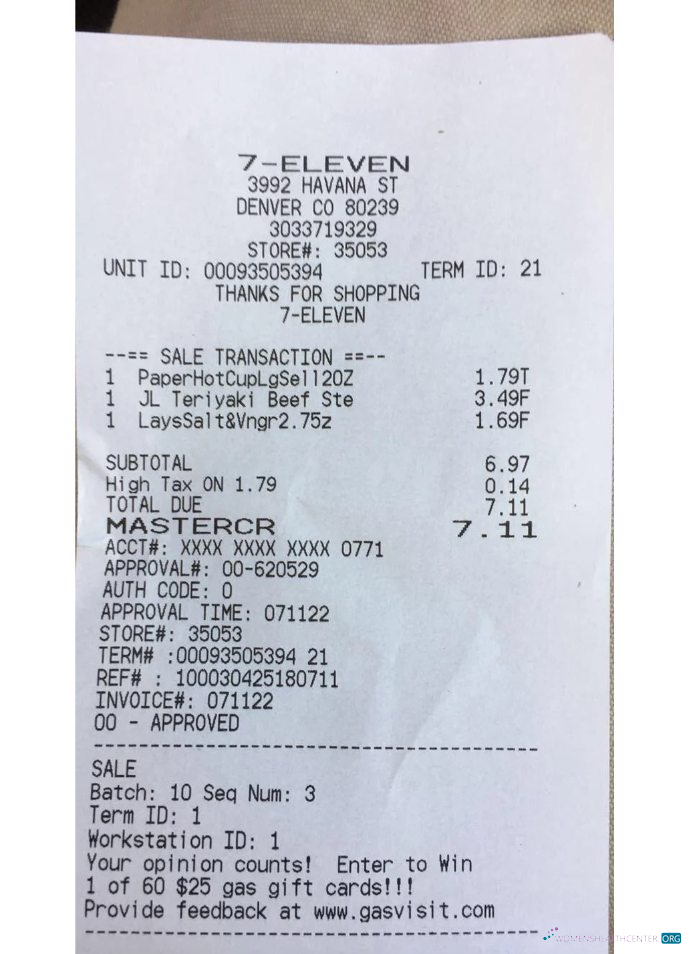 7-ELEVEN
3992 HAVANA ST
DENVER CO 80239
3033719329
STORE#: 35053
UNIT ID: 00093505394 TERM ID: 21
THANKS FOR SHOPPING
7-ELEVEN
--== SALE TRANSACTION ==--
1 PaperHotCupLgSell20Z 1.79T
1 JL Teriyaki Beef Ste 3.49F
1 LaysSalt&Vngr2.75z 1.69F
SUBTOTAL 6.97
High Tax ON 1.79 0.14
TOTAL DUE 7.11
MASTERCR 7.11
ACCT#: XXXX XXXX XXXX 0771
APPROVAL#: 00-620529
AUTH CODE: 0
APPROVAL TIME: 071122
STORE#: 35053
TERM# :00093505394 21
REF# : 100030425180711
INVOICE#: 071122
00 - APPROVED
SALE
Batch: 10 Seq Num: 3
Term ID: 1
Workstation ID: 1
Your opinion counts! Enter to Win
1 of 60 $25 gas gift cards!!!
Provide feedback at www.gasvisit.com
WOMENSHEALTHCENTER.ORG